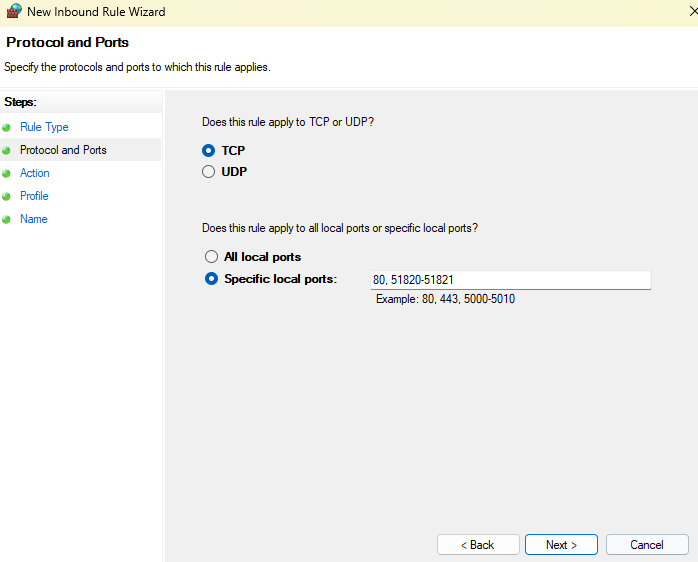 New Inbound Rule Wizard
Protocol and Ports
Specify the protocols and ports to which this rule applies.
Steps:
Rule Type
Protocol and Ports
Action
Profile
Name
Does this rule apply to TCP or UDP?
TCP
UDP
Does this rule apply to all local ports or specific local ports?
All local ports
Specific local ports: 80, 51820-51821
Example: 80, 443, 5000-5010
< Back Next > Cancel